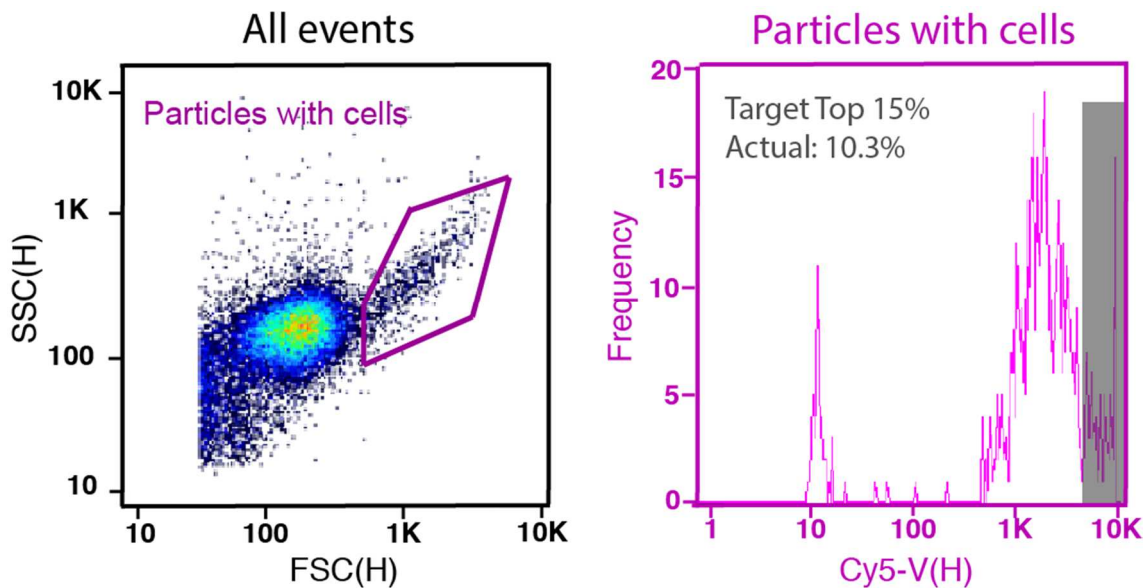 All events
10K
1K
100
10
SSC(H)
Particles with cells
10
100
1K
10K
FSC(H)
Particles with cells
20
15
10
5
0
Frequency
Target Top 15%
Actual: 10.3%
1
10
100
1K
10K
Cy5-V(H)